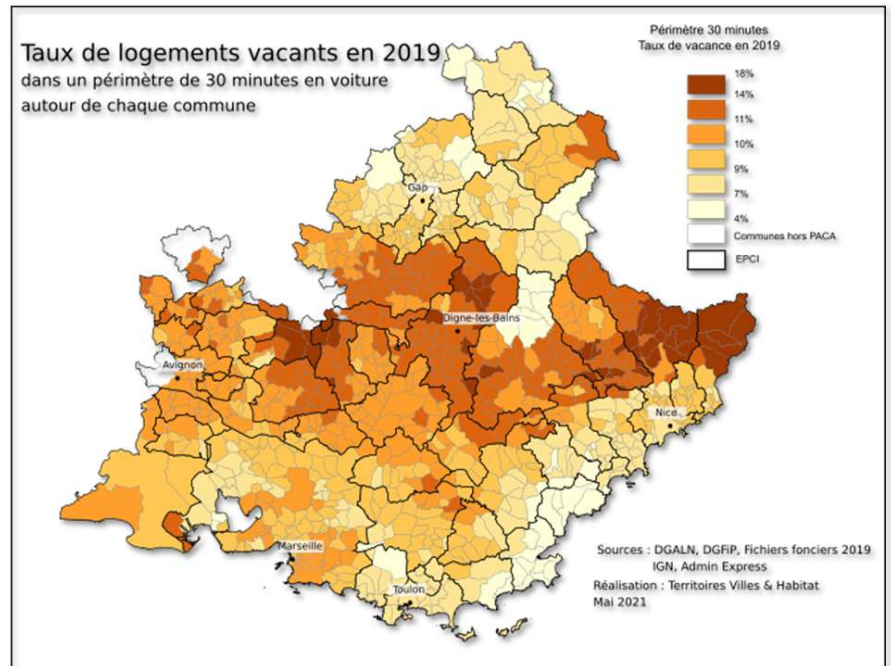 Taux de logements vacants en 2019
dans un périmètre de 30 minutes en voiture
autour de chaque commune
Périmètre 30 minutes
Taux de vacance en 2019
18%
14%
11%
10%
9%
7%
4%
Communes hors PACA
EPCI
Gap
Digne-les-Bains
Avignon
Nice
Marseille
Toulon
Sources : DGALN, DGFiP, Fichiers fonciers 2019
IGN, Admin Express
Réalisation : Territoires Villes & Habitat
Mai 2021